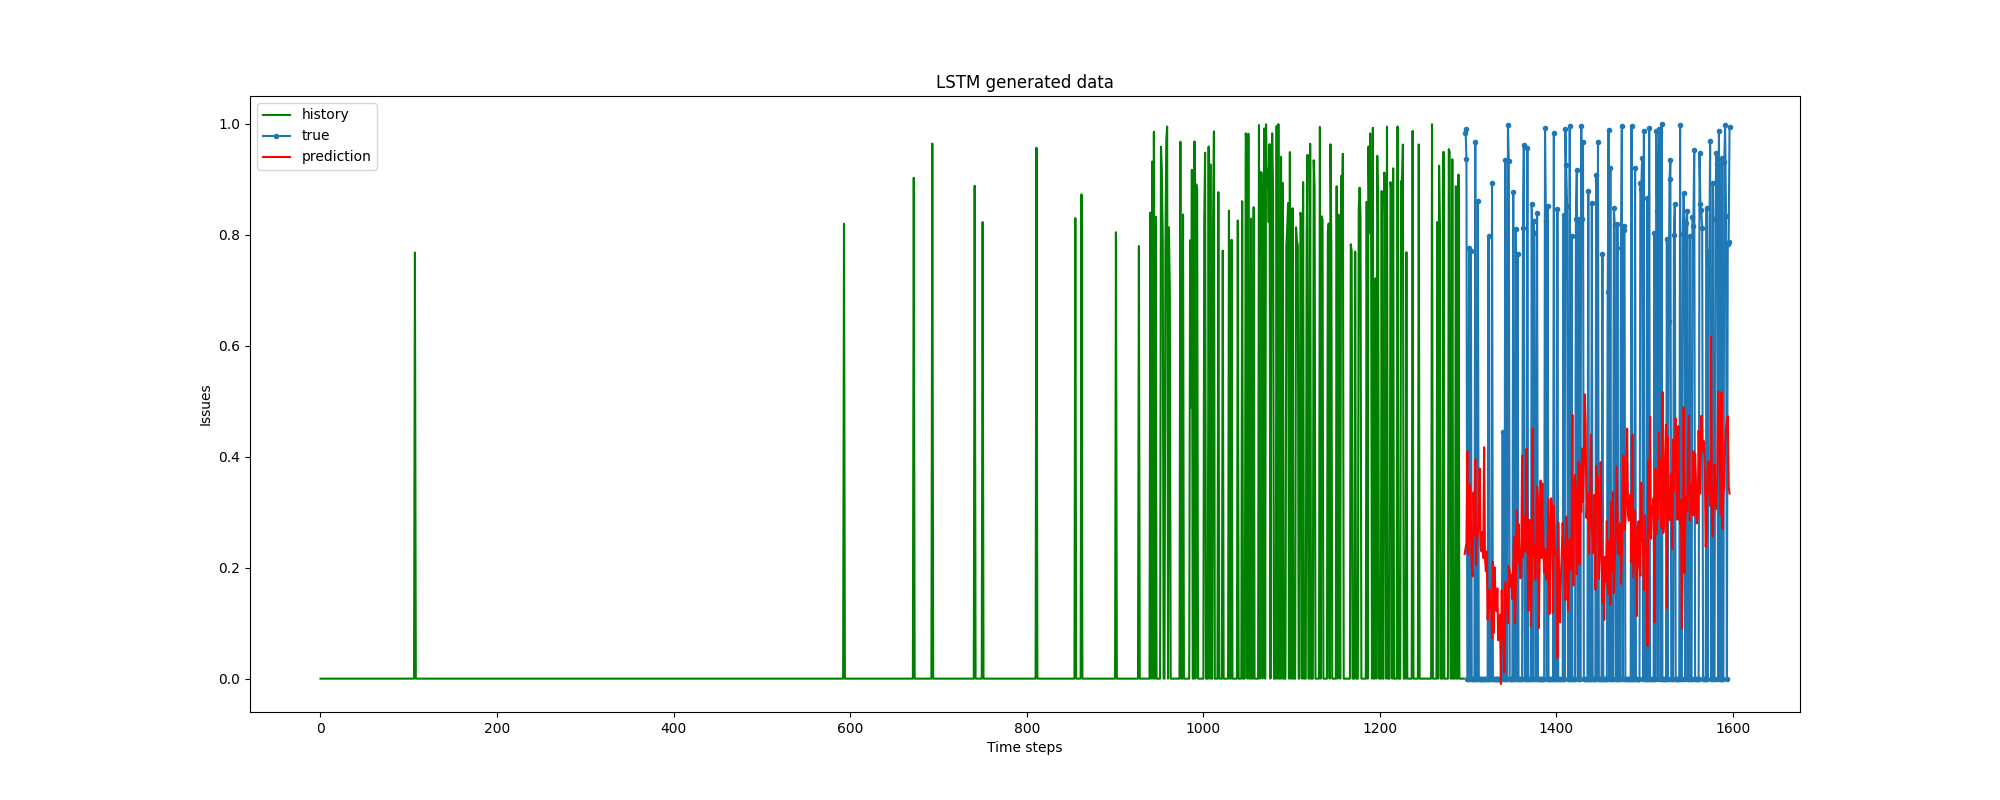 LSTM generated data
history
true
prediction
1.0
0.8
0.6
0.4
0.2
0.0
Issues
0 200 400 600 800 1000 1200 1400 1600
Time steps